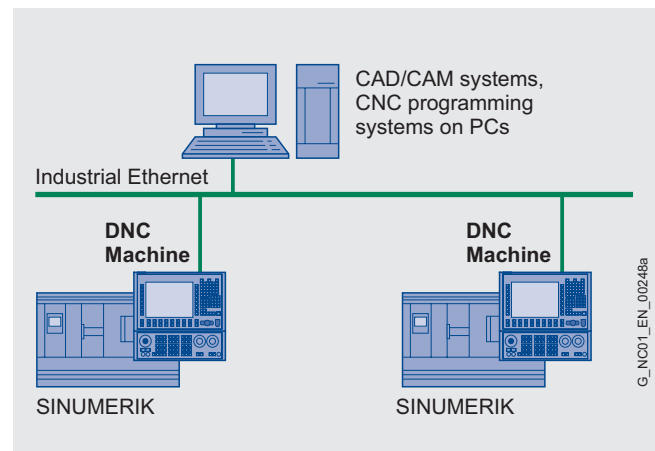 CAD/CAM systems,
CNC programming
systems on PCs
Industrial Ethernet
DNC
Machine
DNC
Machine
SINUMERIK
SINUMERIK
G_NC01_EN_00248a